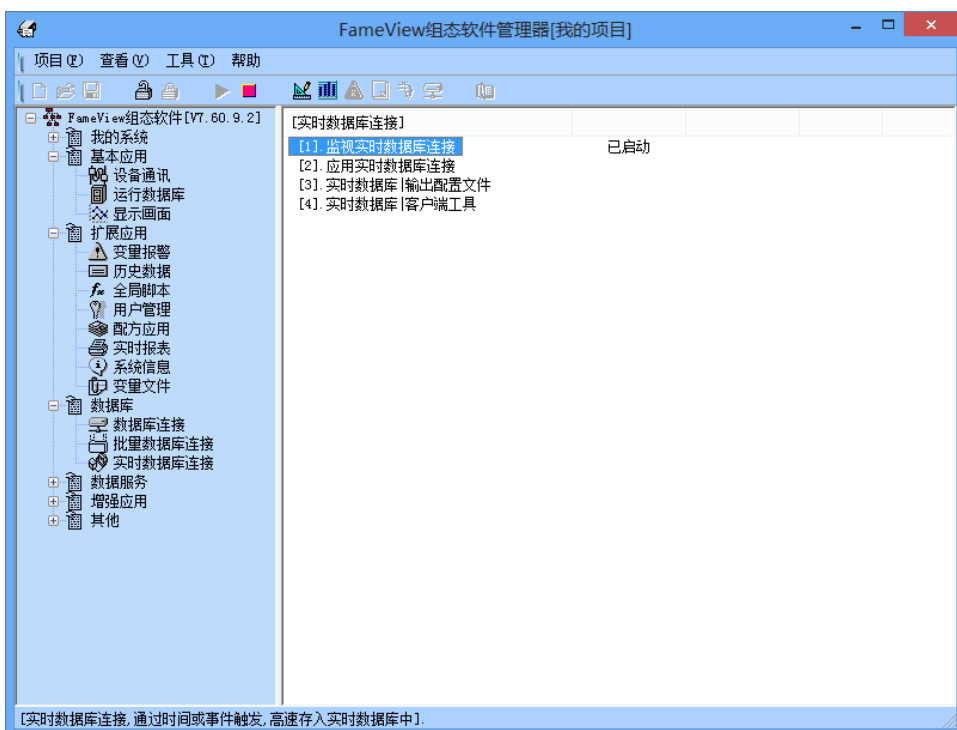 FameView组态软件管理器[我的项目]
项目(P) 查看(V) 工具(T) 帮助
FameView组态软件[V7.60.9.2]
我的系统
基本应用
设备通讯
运行数据库
显示画面
扩展应用
变量报警
历史数据
全局脚本
用户管理
配方应用
实时报表
系统信息
变量文件
数据库
数据库连接
批量数据库连接
实时数据库连接
数据服务
增强应用
其他
[实时数据库连接]
[1].监视实时数据库连接 已启动
[2].应用实时数据库连接
[3].实时数据库|输出配置文件
[4].实时数据库|客户端工具
[实时数据库连接,通过时间或事件触发,高速存入实时数据库中].